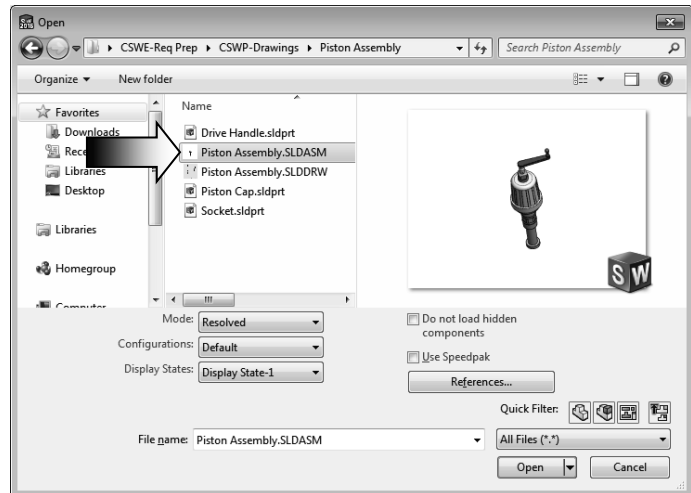 Open
CSWE-Req Prep ▸ CSWP-Drawings ▸ Piston Assembly
Search Piston Assembly
Organize ▾ New folder
Favorites
Downloads
Libraries
Desktop
Libraries
Homegroup
Computer
Name
Drive Handle.sldprt
Piston Assembly.SLDASM
Piston Assembly.SLDDRW
Piston Cap.sldprt
Socket.sldprt
SW
Mode: Resolved
Configurations: Default
Display States: Display State-1
Do not load hidden
components
Use Speedpak
References...
Quick Filter:
File name: Piston Assembly.SLDASM
All Files (*.*)
Open
Cancel